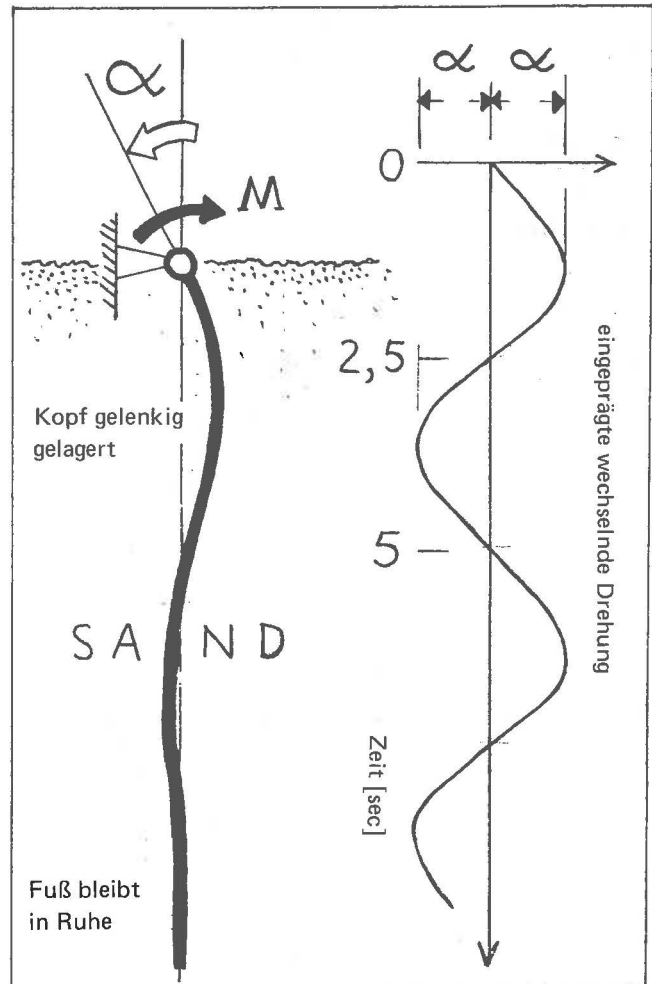 α
α α
0
M
2,5
Kopf gelenkig
gelagert
eingeprägte wechselnde Drehung
5
SAND
Zeit [sec]
Fuß bleibt
in Ruhe